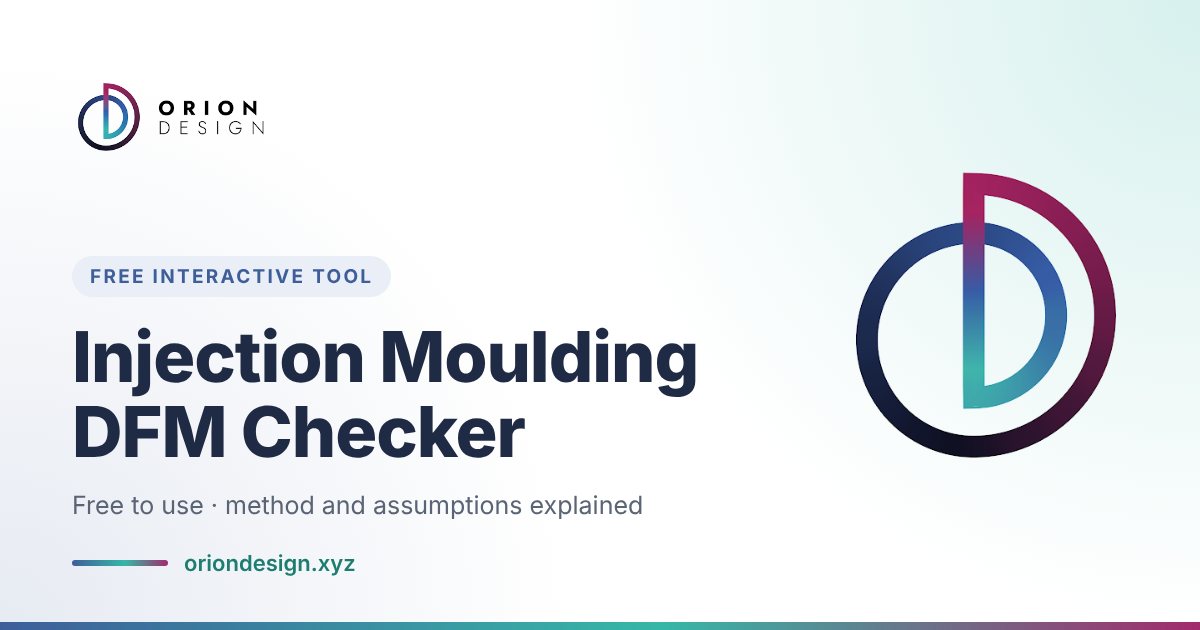 ORION
DESIGN
FREE INTERACTIVE TOOL
Injection Moulding
DFM Checker
Free to use · method and assumptions explained
oriondesign.xyz